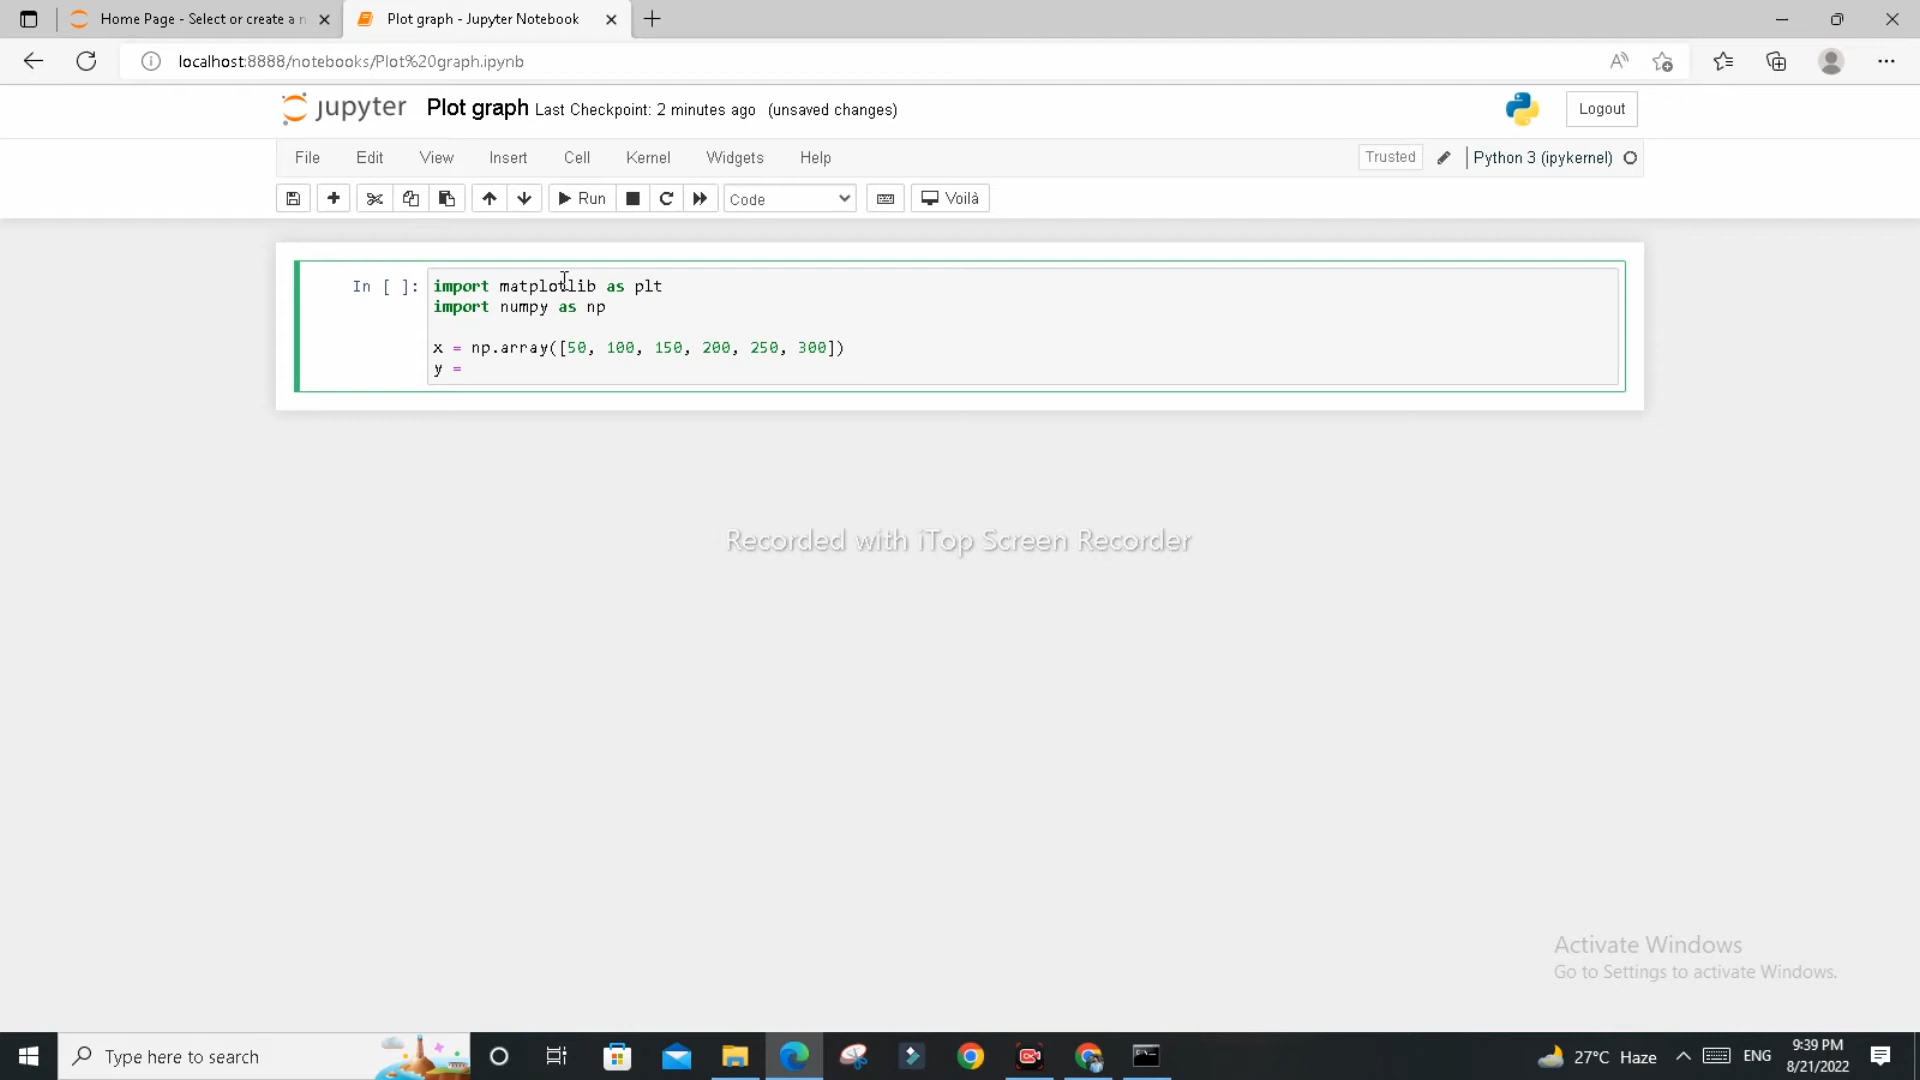 Home Page - Select or create a n
Plot graph - Jupyter Notebook
localhost:8888/notebooks/Plot%20graph.ipynb
jupyter Plot graph Last Checkpoint: 2 minutes ago (unsaved changes)
Logout
File Edit View Insert Cell Kernel Widgets Help
Trusted
Python 3 (ipykernel)
Run
Code
Voilà
In [ ]: import matplotlib as plt
import numpy as np
x = np.array([50, 100, 150, 200, 250, 300])
y =
Recorded with iTop Screen Recorder
Activate Windows
Go to Settings to activate Windows.
Type here to search
27°C Haze
ENG
9:39 PM
8/21/2022